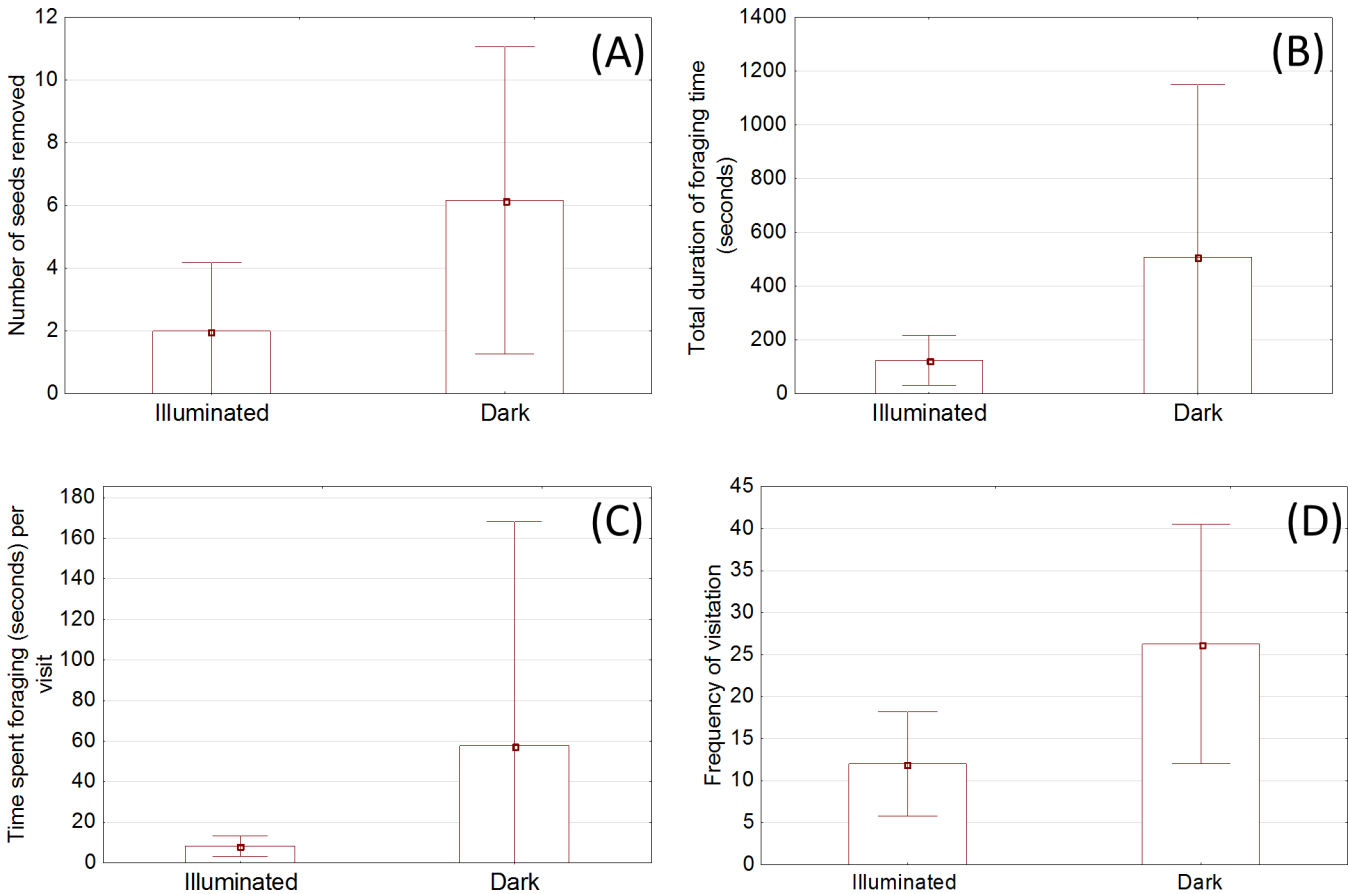 (A)
Number of seeds removed
12
10
8
6
4
2
0
Illuminated
Dark
(B)
Total duration of foraging time
(seconds)
1400
1200
1000
800
600
400
200
0
Illuminated
Dark
(C)
Time spent foraging (seconds) per
visit
180
160
140
120
100
80
60
40
20
0
Illuminated
Dark
(D)
Frequency of visitation
45
40
35
30
25
20
15
10
5
0
Illuminated
Dark